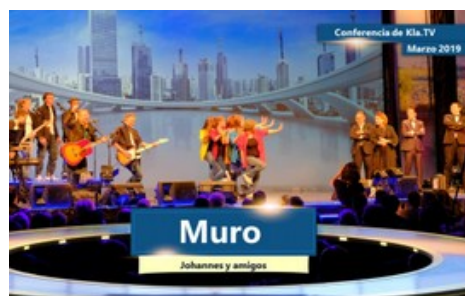 Conferencia de Kla.TV
Marzo 2019
Muro
Johannes y amigos